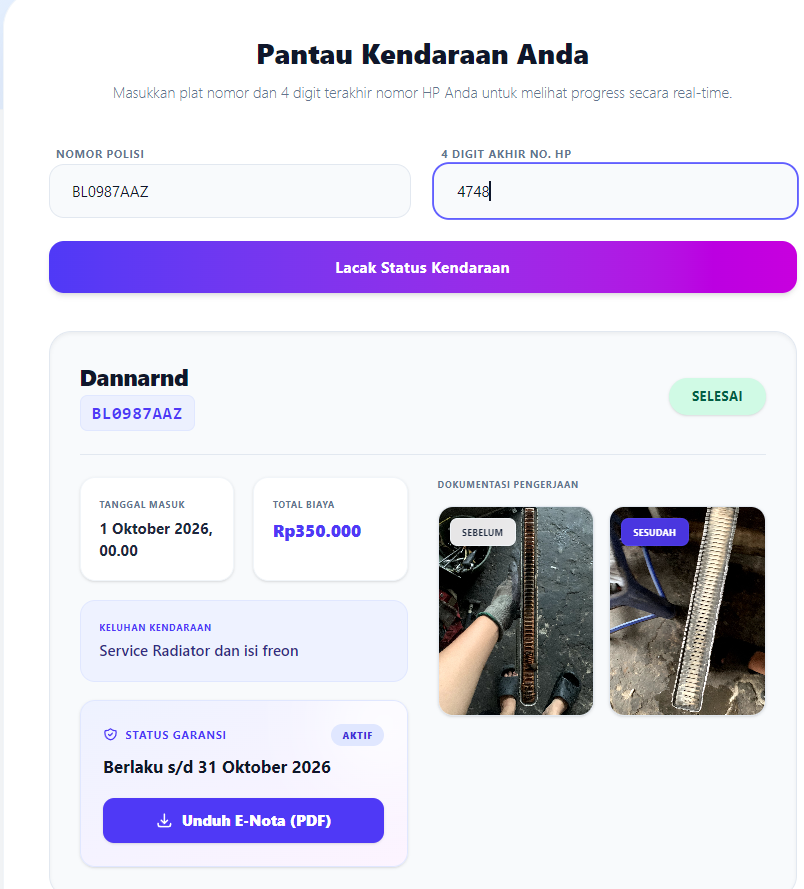 Pantau Kendaraan Anda
Masukkan plat nomor dan 4 digit terakhir nomor HP Anda untuk melihat progress secara real-time.
NOMOR POLISI
BL0987AAZ
4 DIGIT AKHIR NO. HP
4748
Lacak Status Kendaraan
Dannarnd
BL0987AAZ
SELESAI
TANGGAL MASUK
1 Oktober 2026,
00.00
TOTAL BIAYA
Rp350.000
KELUHAN KENDARAAN
Service Radiator dan isi freon
STATUS GARANSI
AKTIF
Berlaku s/d 31 Oktober 2026
Unduh E-Nota (PDF)
DOKUMENTASI PENGERJAAN
SEBELUM
SESUDAH